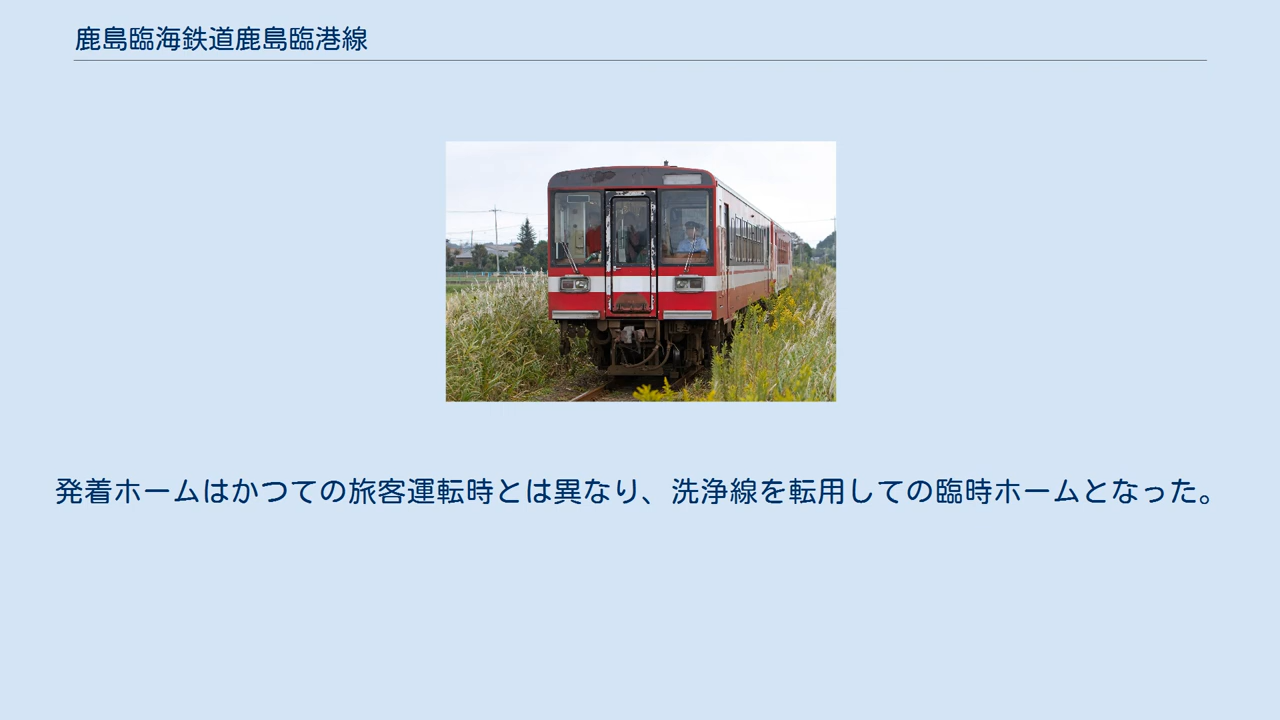 鹿島臨海鉄道鹿島臨港線
発着ホームはかつての旅客運転時とは異なり、洗浄線を転用しての臨時ホームとなった。